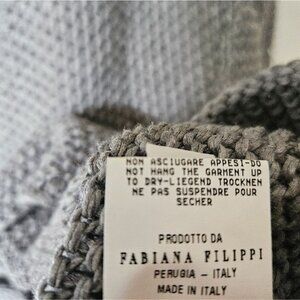 NON ASCIUGARE APPESI-DO
NOT HANG THE GARMENT UP
TO DRY-LIEGEND TROCKNEN
NE PAS SUSPENDRE POUR
SECHER
PRODOTTO DA
FABIANA FILIPPI
PERUGIA - ITALY
MADE IN ITALY